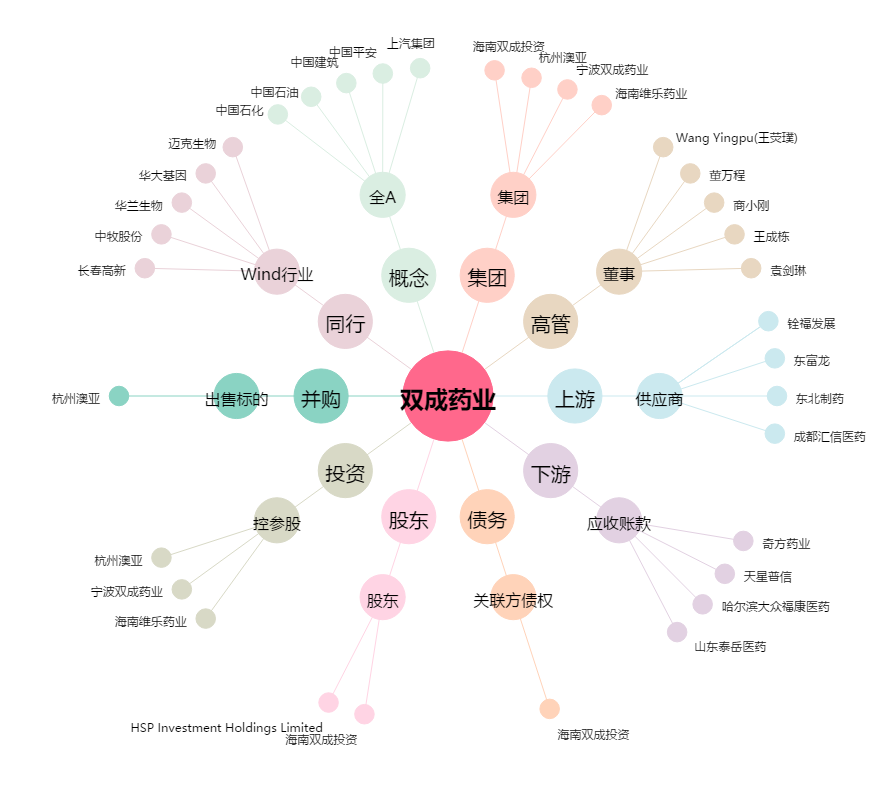 上汽集团
海南双成投资
中国平安
杭州澳亚
中国建筑
宁波双成药业
中国石油
海南维乐药业
中国石化
Wang Yingpu(王荧璞)
迈克生物
华大基因
董万程
全A
集团
华兰生物
商小刚
中牧股份
王成栋
长春高新
Wind行业
概念
集团
董事
袁剑琳
同行
高管
铨福发展
东富龙
杭州澳亚
出售标的
并购
双成药业
上游
供应商
东北制药
成都汇信医药
投资
下游
控参股
股东
债务
应收账款
奇方药业
杭州澳亚
天星普信
宁波双成药业
股东
关联方债权
哈尔滨大众福康医药
海南维乐药业
山东泰岳医药
HSP Investment Holdings Limited
海南双成投资
海南双成投资